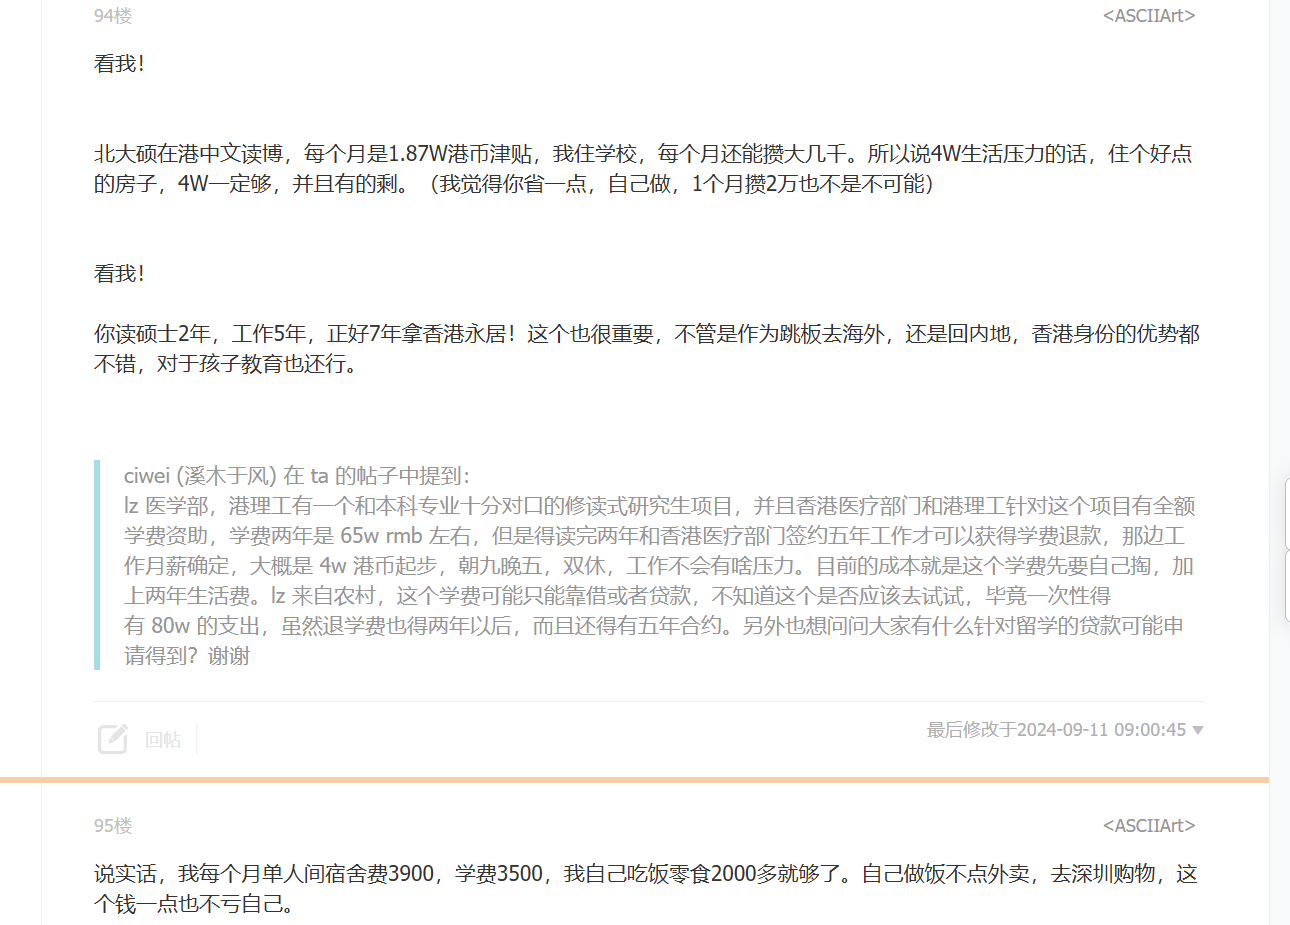 94楼
<ASCIIArt>
看我！
北大硕在港中文读博，每个月是1.87W港币津贴，我住学校，每个月还能攒大几千。所以说4W生活压力的话，住个好点
的房子，4W一定够，并且有的剩。（我觉得你省一点，自己做，1个月攒2万也不是不可能）
看我！
你读硕士2年，工作5年，正好7年拿香港永居！这个也很重要，不管是作为跳板去海外，还是回内地，香港身份的优势都
不错，对于孩子教育也还行。
ciwei (溪木于风) 在 ta 的帖子中提到：
lz 医学部，港理工有一个和本科专业十分对口的修读式研究生项目，并且香港医疗部门和港理工针对这个项目有全额
学费资助，学费两年是 65w rmb 左右，但是得读完两年和香港医疗部门签约五年工作才可以获得学费退款，那边工
作月薪确定，大概是 4w 港币起步，朝九晚五，双休，工作不会有啥压力。目前的成本就是这个学费先要自己掏，加
上两年生活费。lz 来自农村，这个学费可能只能靠借或者贷款，不知道这个是否应该去试试，毕竟一次性得
有 80w 的支出，虽然退学费也得两年以后，而且还得有五年合约。另外也想问问大家有什么针对留学的贷款可能申
请得到？谢谢
回帖
最后修改于2024-09-11 09:00:45
95楼
<ASCIIArt>
说实话，我每个月单人间宿舍费3900，学费3500，我自己吃饭零食2000多就够了。自己做饭不点外卖，去深圳购物，这
个钱一点也不亏自己。